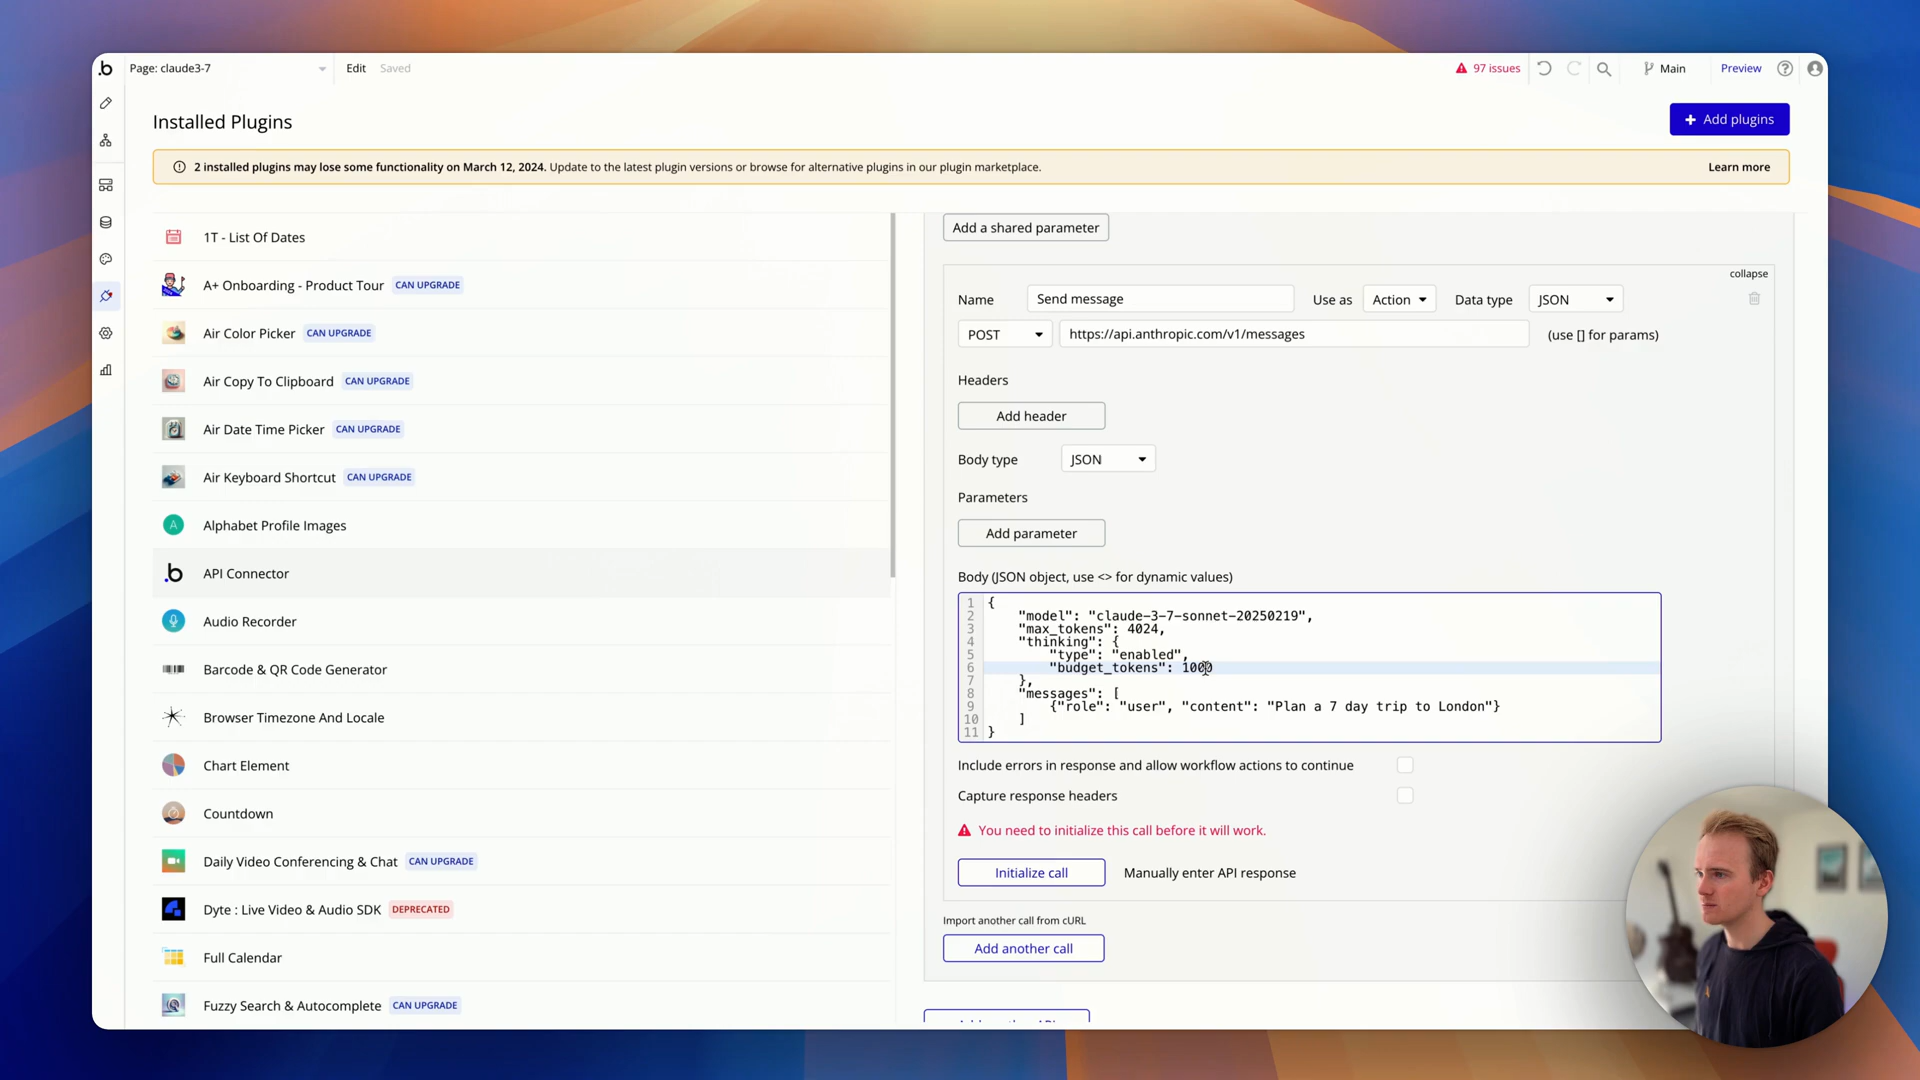 Page: claude3-7
Edit
Saved
97 issues
Main
Preview
Installed Plugins
Add plugins
2 installed plugins may lose some functionality on March 12, 2024. Update to the latest plugin versions or browse for alternative plugins in our plugin marketplace.
Learn more
1T - List Of Dates
A+ Onboarding - Product Tour CAN UPGRADE
Air Color Picker CAN UPGRADE
Air Copy To Clipboard CAN UPGRADE
Air Date Time Picker CAN UPGRADE
Air Keyboard Shortcut CAN UPGRADE
A Alphabet Profile Images
.b API Connector
Audio Recorder
Barcode & QR Code Generator
Browser Timezone And Locale
Chart Element
Countdown
Daily Video Conferencing & Chat CAN UPGRADE
Dyte : Live Video & Audio SDK DEPRECATED
Full Calendar
Fuzzy Search & Autocomplete CAN UPGRADE
Add a shared parameter
collapse
Name Send message Use as Action Data type JSON
POST https://api.anthropic.com/v1/messages (use [] for params)
Headers
Add header
Body type JSON
Parameters
Add parameter
Body (JSON object, use <> for dynamic values)
1 {
2 "model": "claude-3-7-sonnet-20250219",
3 "max_tokens": 4024,
4 "thinking": {
5 "type": "enabled",
6 "budget_tokens": 1000
7 },
8 "messages": [
9 {"role": "user", "content": "Plan a 7 day trip to London"}
10 ]
11 }
Include errors in response and allow workflow actions to continue
Capture response headers
You need to initialize this call before it will work.
Initialize call Manually enter API response
Import another call from cURL
Add another call